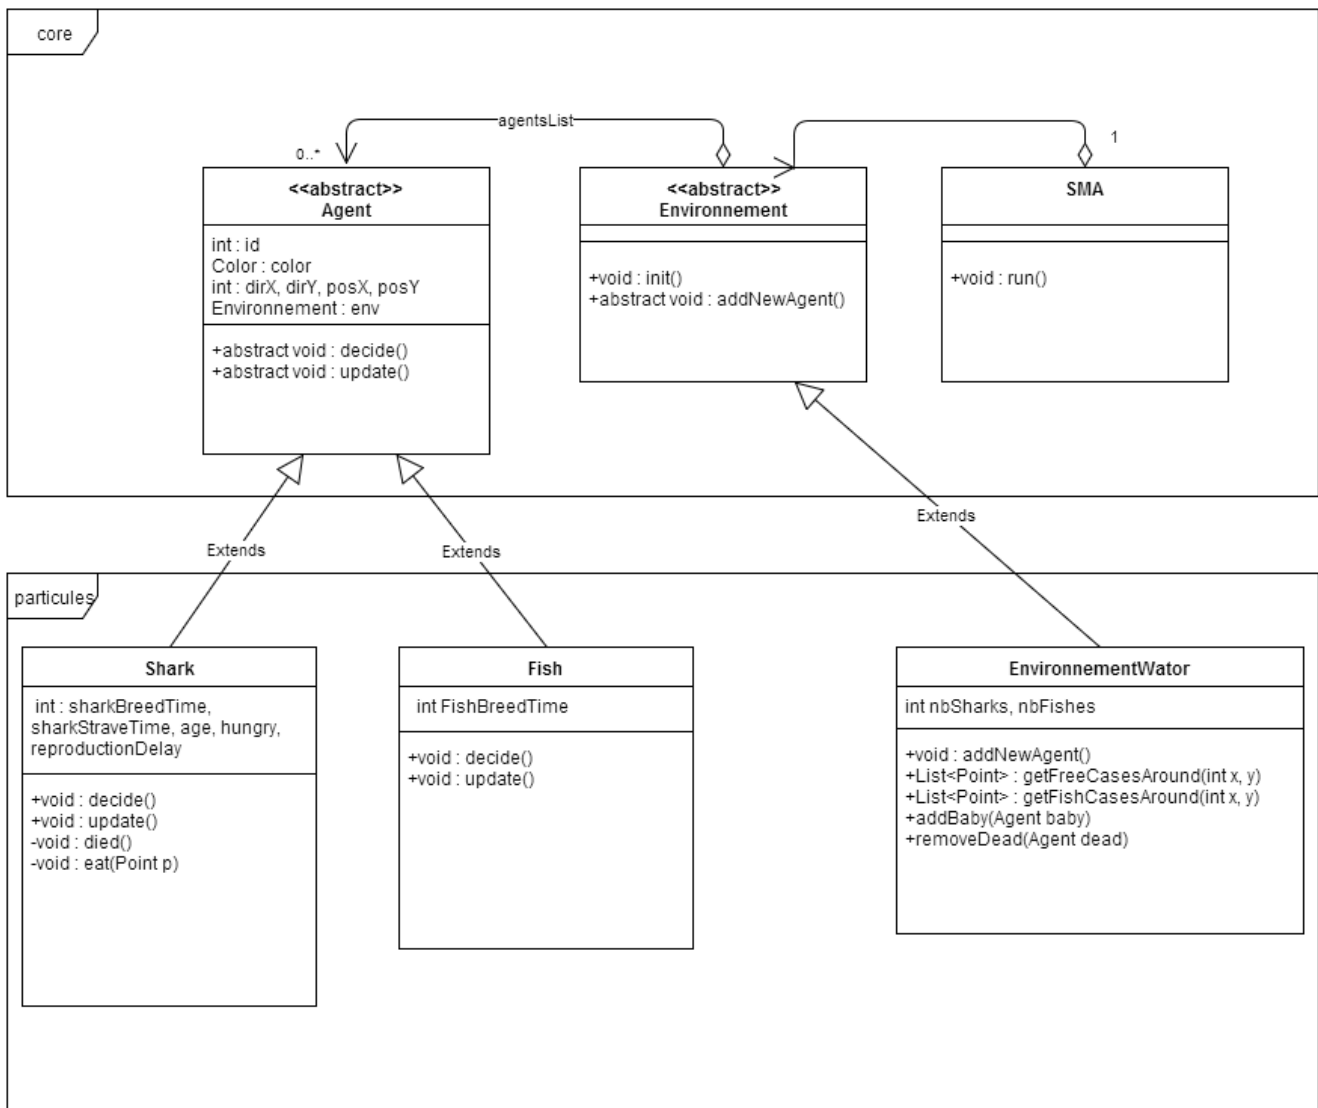 core
agentsList
0..*
1
<<abstract>>
Agent
int : id
Color : color
int : dirX, dirY, posX, posY
Environnement : env
+abstract void : decide()
+abstract void : update()
<<abstract>>
Environnement
+void : init()
+abstract void : addNewAgent()
SMA
+void : run()
Extends
Extends
Extends
particules
Shark
int : sharkBreedTime,
sharkStraveTime, age, hungry,
reproductionDelay
+void : decide()
+void : update()
-void : died()
-void : eat(Point p)
Fish
int FishBreedTime
+void : decide()
+void : update()
EnvironnementWator
int nbSharks, nbFishes
+void : addNewAgent()
+List<Point> : getFreeCasesAround(int x, y)
+List<Point> : getFishCasesAround(int x, y)
+addBaby(Agent baby)
+removeDead(Agent dead)